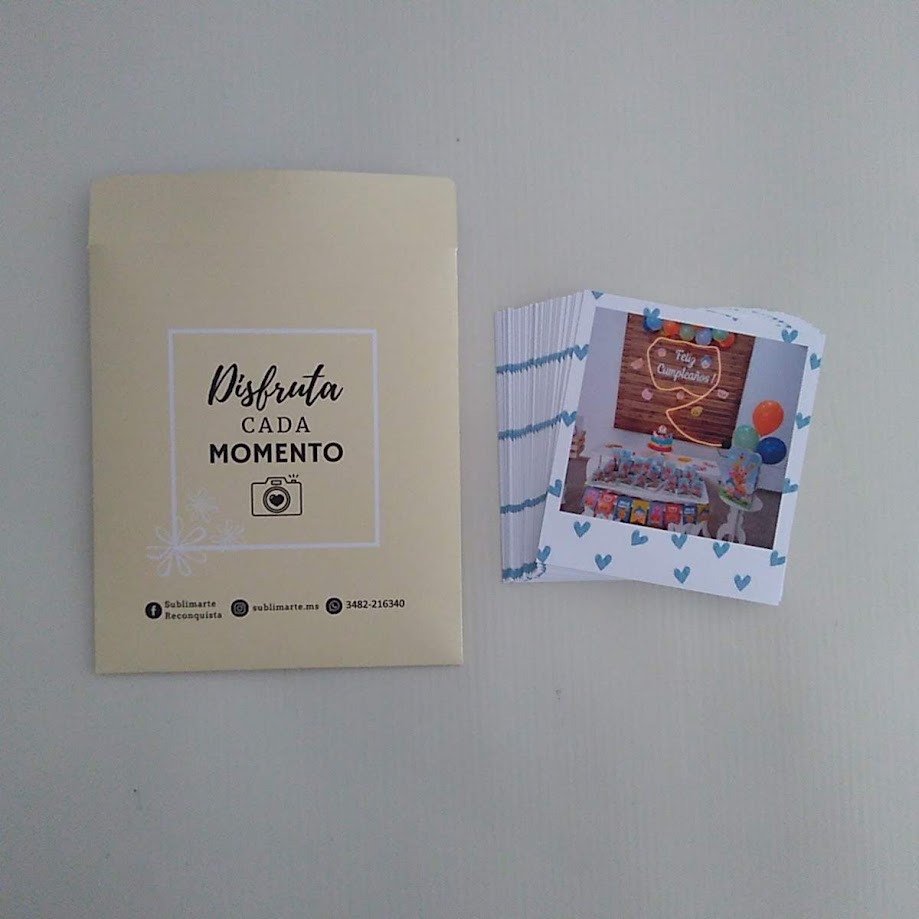 Disfruta
CADA
MOMENTO
Sublimarte
Reconquista
sublimarte.ms
3482-216340
Feliz
Cumpleaños!